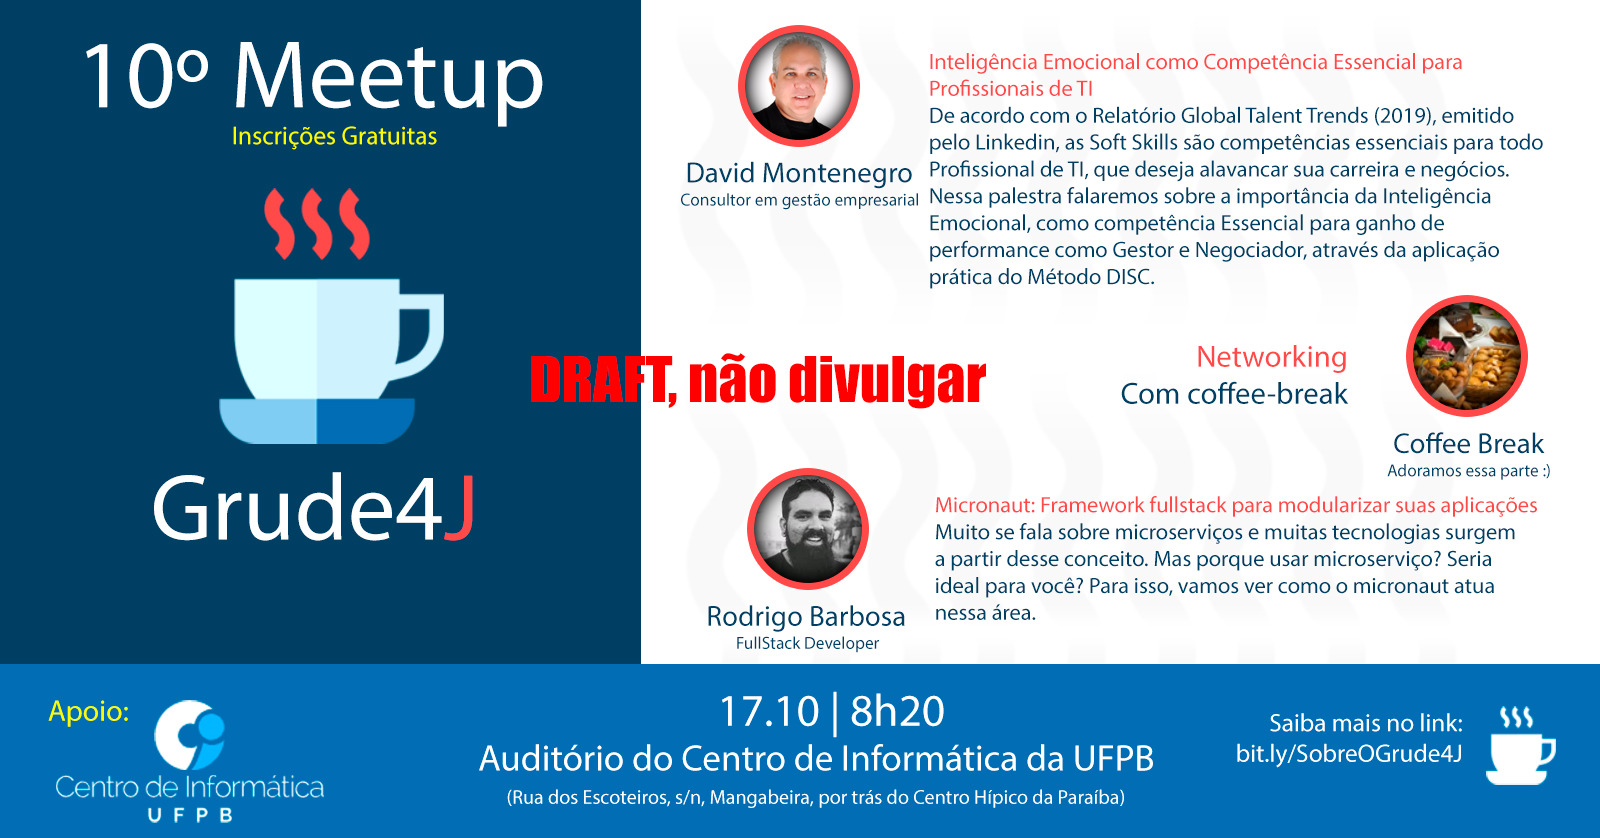 10º Meetup
Inscrições Gratuitas
Grude4J
David Montenegro
Consultor em gestão empresarial
Inteligência Emocional como Competência Essencial para
Profissionais de TI
De acordo com o Relatório Global Talent Trends (2019), emitido
pelo Linkedin, as Soft Skills são competências essenciais para todo
Profissional de TI, que deseja alavancar sua carreira e negócios.
Nessa palestra falaremos sobre a importância da Inteligência
Emocional, como competência Essencial para ganho de
performance como Gestor e Negociador, através da aplicação
prática do Método DISC.
DRAFT, não divulgar
Networking
Com coffee-break
Coffee Break
Adoramos essa parte :)
Rodrigo Barbosa
FullStack Developer
Micronaut: Framework fullstack para modularizar suas aplicações
Muito se fala sobre microserviços e muitas tecnologias surgem
a partir desse conceito. Mas porque usar microserviço? Seria
ideal para você? Para isso, vamos ver como o micronaut atua
nessa área.
Apoio:
Centro de Informática
UFPB
17.10 | 8h20
Auditório do Centro de Informática da UFPB
(Rua dos Escoteiros, s/n, Mangabeira, por trás do Centro Hípico da Paraíba)
Saiba mais no link:
bit.ly/SobreOGrude4J